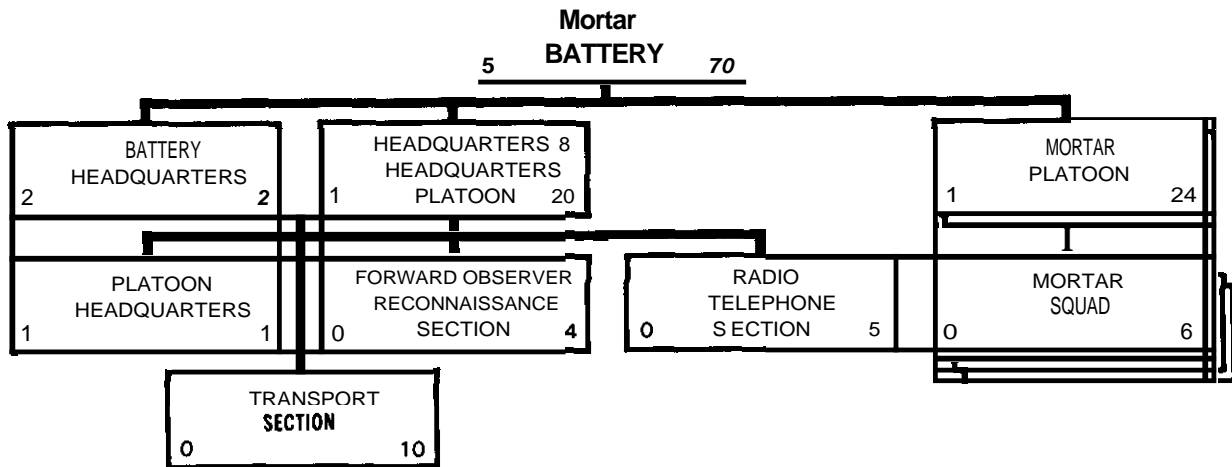 Mortar
BATTERY
5 70
BATTERY
HEADQUARTERS
2 2
HEADQUARTERS 8
HEADQUARTERS
PLATOON
1 20
MORTAR
PLATOON
1 24
PLATOON
HEADQUARTERS
1 1
FORWARD OBSERVER
RECONNAISSANCE
SECTION
0 4
RADIO
TELEPHONE
SECTION
0 5
MORTAR
SQUAD
0 6
TRANSPORT
SECTION
0 10